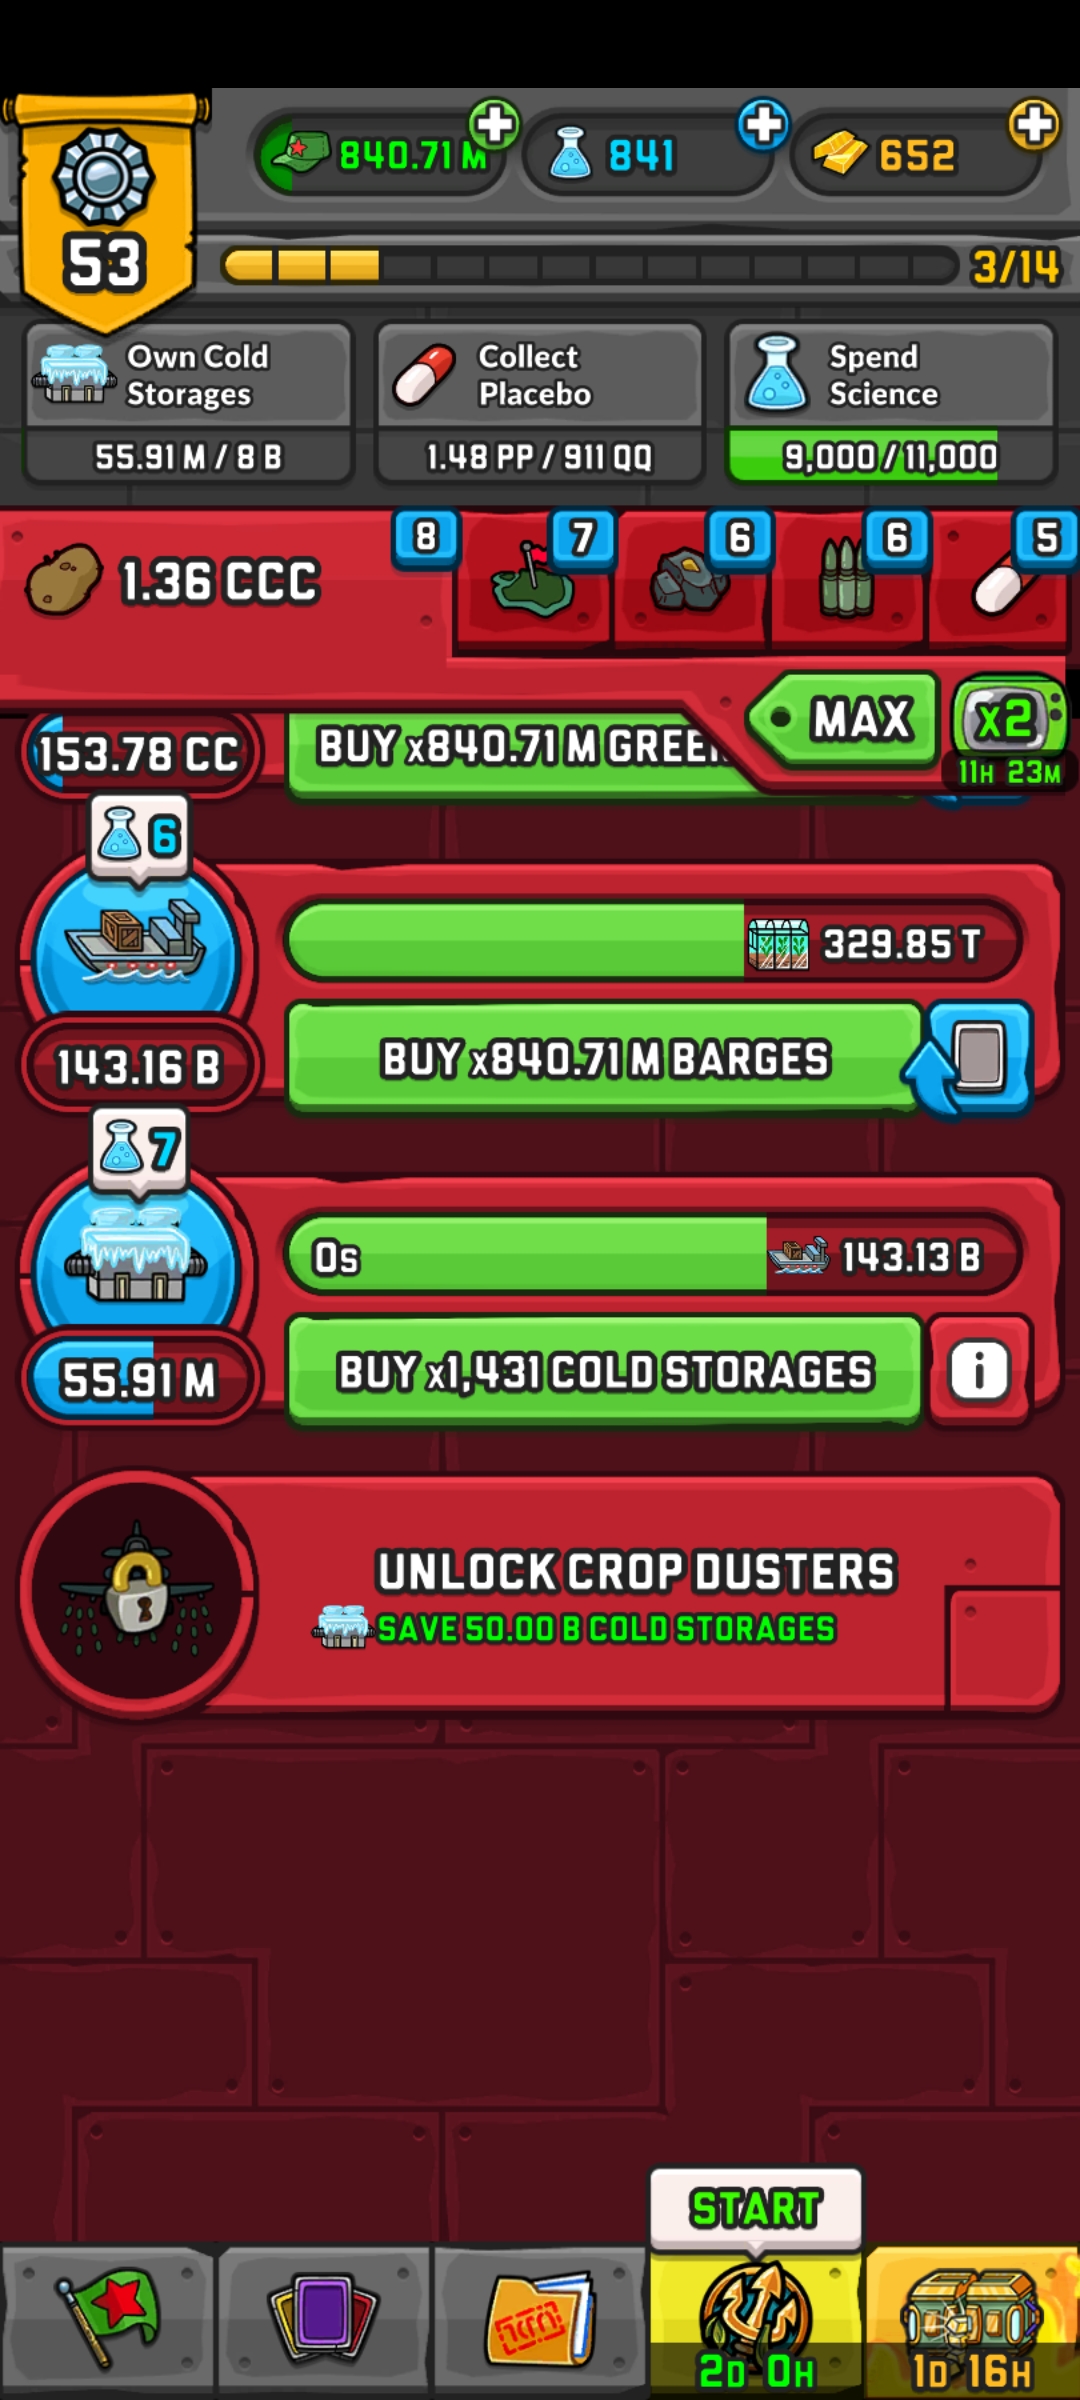 840.71 M
841
652
53
3/14
Own Cold
Storages
55.91 M / 8 B
Collect
Placebo
1.48 PP / 911 QQ
Spend
Science
9,000 / 11,000
1.36 CCC
8
7
6
6
5
MAX
x2
11H 23M
153.78 CC
BUY x840.71 M GREE
6
329.85 T
143.16 B
BUY x840.71 M BARGES
7
0s
143.13 B
55.91 M
BUY x1,431 COLD STORAGES
i
UNLOCK CROP DUSTERS
SAVE 50.00 B COLD STORAGES
START
2D 0H
1D 16H